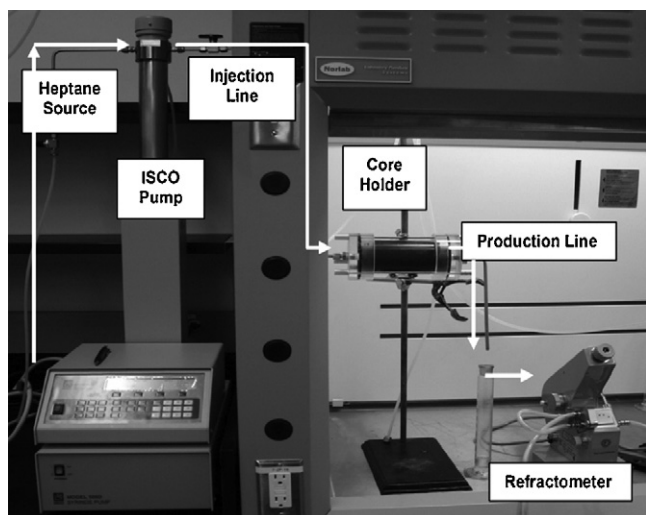 Heptane
Source
Injection
Line
Norlab
ISCO
Pump
Core
Holder
Production Line
Refractometer